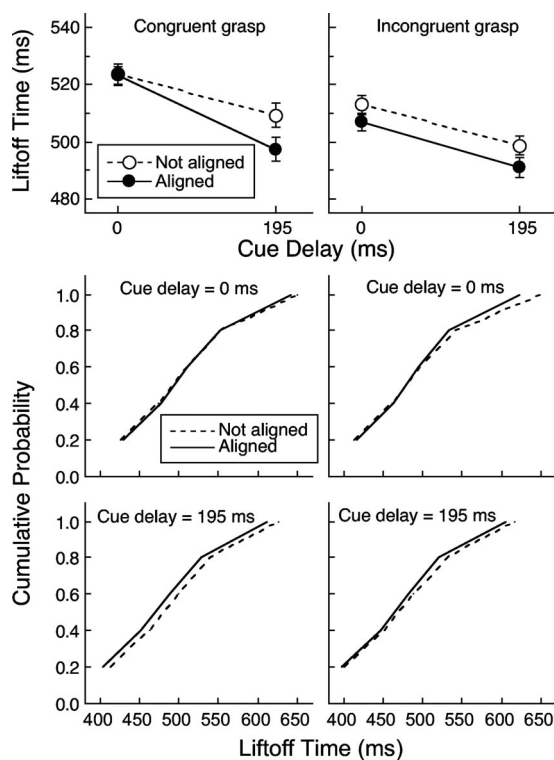 Congruent grasp
Incongruent grasp
Liftoff Time (ms)
540
520
500
480
Not aligned
Aligned
0
195
0
195
Cue Delay (ms)
Cumulative Probability
Cue delay = 0 ms
Cue delay = 0 ms
1.0
0.8
0.6
0.4
0.2
0.0
Not aligned
Aligned
Cue delay = 195 ms
Cue delay = 195 ms
1.0
0.8
0.6
0.4
0.2
0.0
400 450 500 550 600 650
400 450 500 550 600 650
Liftoff Time (ms)